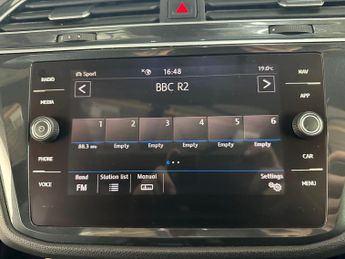 RADIO
MEDIA
PHONE
VOICE
Sport
16:48
19.0°C
BBC R2
1 2 3 4 5 6
88.3 MHz Empty Empty Empty Empty Empty
Band
FM
Station list
Manual
Settings
NAV
APP
CAR
MENU